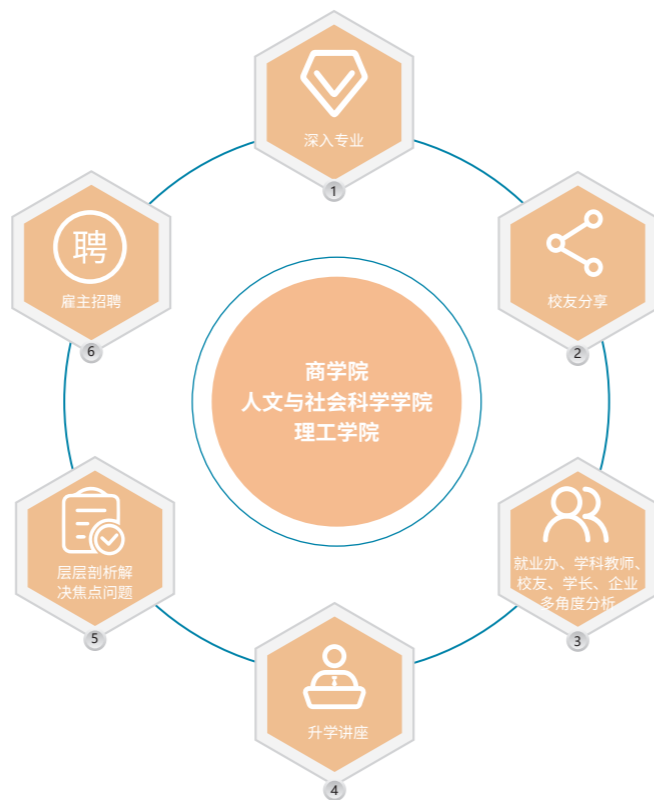 深入专业
1
校友分享
2
就业办、学科教师、
校友、学长、企业
多角度分析
3
升学讲座
4
层层剖析解
决焦点问题
5
聘
雇主招聘
6
商学院
人文与社会科学学院
理工学院